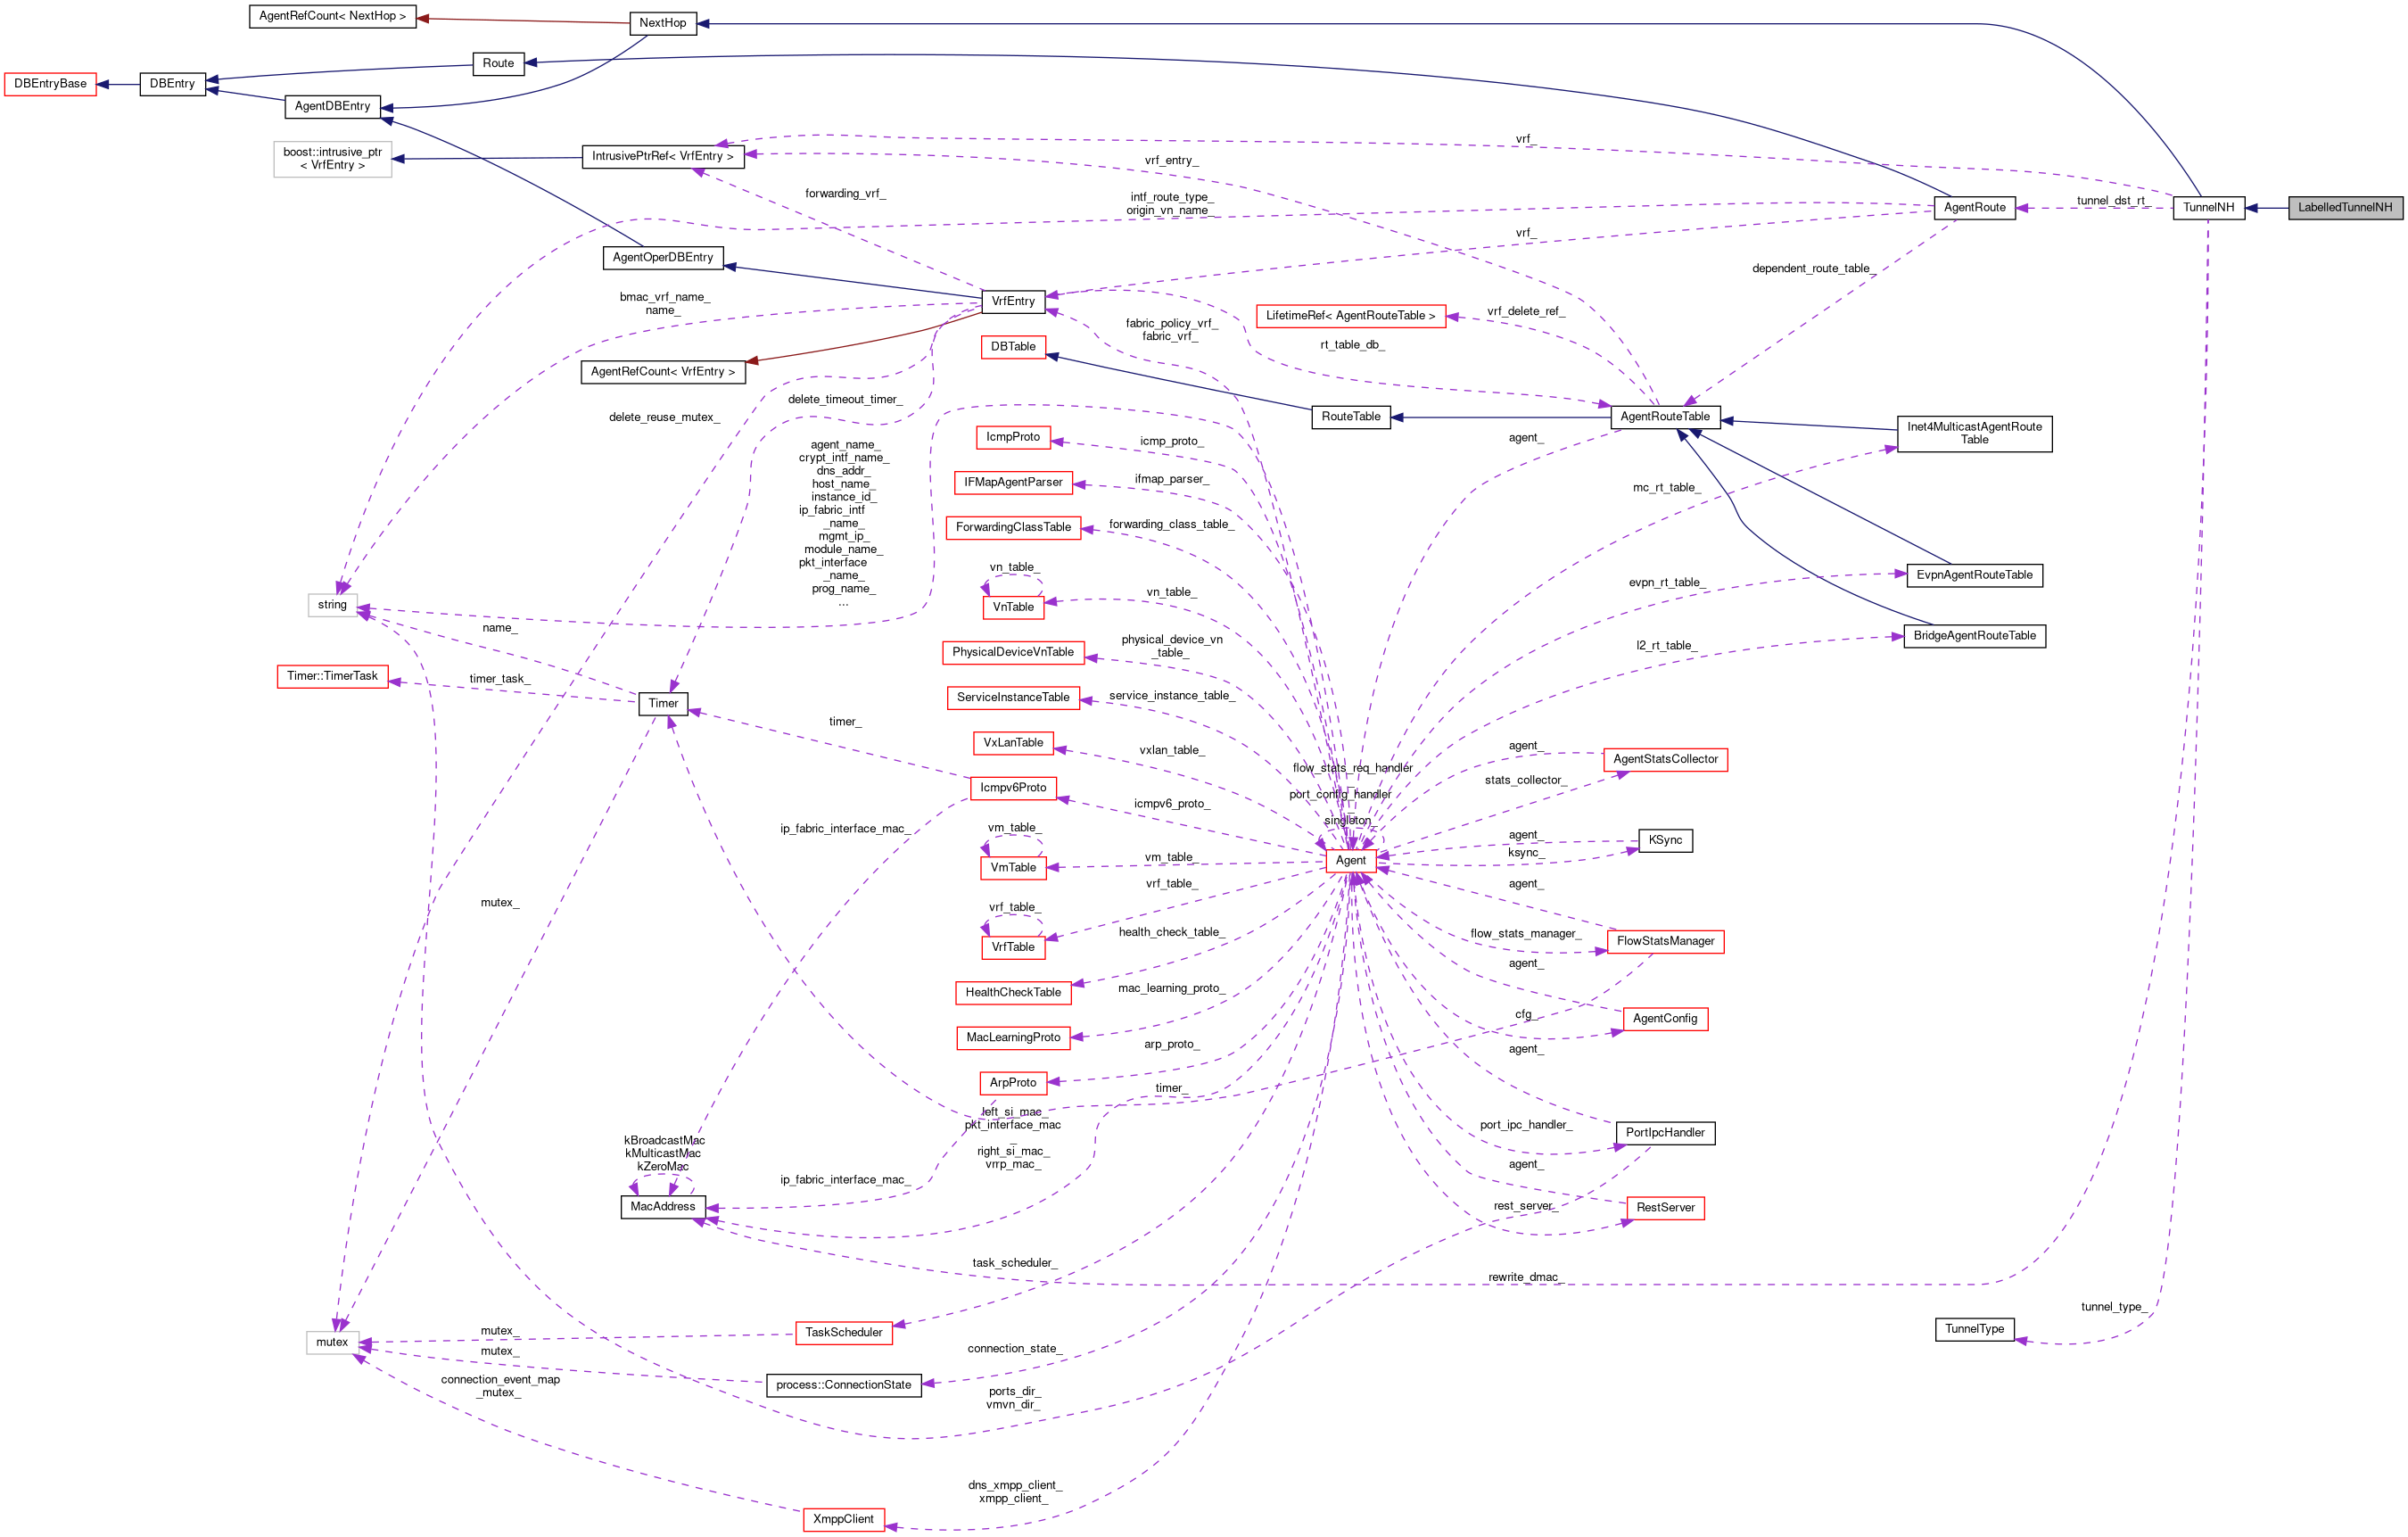 AgentRefCount< NextHop >
NextHop
Route
DBEntryBase
DBEntry
AgentDBEntry
boost::intrusive_ptr
< VrfEntry >
IntrusivePtrRef< VrfEntry >
vrf_
vrf_entry_
forwarding_vrf_
intf_route_type_
origin_vn_name_
AgentRoute
tunnel_dst_rt_
TunnelNH
LabelledTunnelNH
vrf_
AgentOperDBEntry
dependent_route_table_
bmac_vrf_name_
name_
VrfEntry
fabric_policy_vrf_
fabric_vrf_
LifetimeRef< AgentRouteTable >
vrf_delete_ref_
DBTable
rt_table_db_
AgentRefCount< VrfEntry >
delete_reuse_mutex_
delete_timeout_timer_
RouteTable
AgentRouteTable
Inet4MulticastAgentRoute
Table
IcmpProto
icmp_proto_
agent_
agent_name_
crypt_intf_name_
dns_addr_
host_name_
instance_id_
ip_fabric_intf
_name_
mgmt_ip_
module_name_
pkt_interface
_name_
prog_name_
...
IFMapAgentParser
ifmap_parser_
mc_rt_table_
ForwardingClassTable
forwarding_class_table_
vn_table_
VnTable
vn_table_
evpn_rt_table_
EvpnAgentRouteTable
string
name_
PhysicalDeviceVnTable
physical_device_vn
_table_
l2_rt_table_
BridgeAgentRouteTable
Timer::TimerTask
timer_task_
Timer
ServiceInstanceTable
service_instance_table_
timer_
VxLanTable
vxlan_table_
flow_stats_req_handler
_
port_config_handler
_
singleton_
agent_
AgentStatsCollector
stats_collector_
Icmpv6Proto
icmpv6_proto_
ip_fabric_interface_mac_
vm_table_
VmTable
vm_table_
Agent
agent_
KSync
ksync_
vrf_table_
vrf_table_
VrfTable
agent_
mutex_
health_check_table_
HealthCheckTable
flow_stats_manager_
FlowStatsManager
agent_
mac_learning_proto_
MacLearningProto
cfg_
AgentConfig
arp_proto_
ArpProto
agent_
timer_
left_si_mac_
pkt_interface_mac
_
right_si_mac_
vrrp_mac_
port_ipc_handler_
PortIpcHandler
kBroadcastMac
kMulticastMac
kZeroMac
MacAddress
ip_fabric_interface_mac_
agent_
rest_server_
RestServer
task_scheduler_
rewrite_dmac_
tunnel_type_
TunnelType
mutex
mutex_
TaskScheduler
mutex_
connection_state_
process::ConnectionState
connection_event_map
_mutex_
ports_dir_
vmvn_dir_
dns_xmpp_client_
xmpp_client_
XmppClient